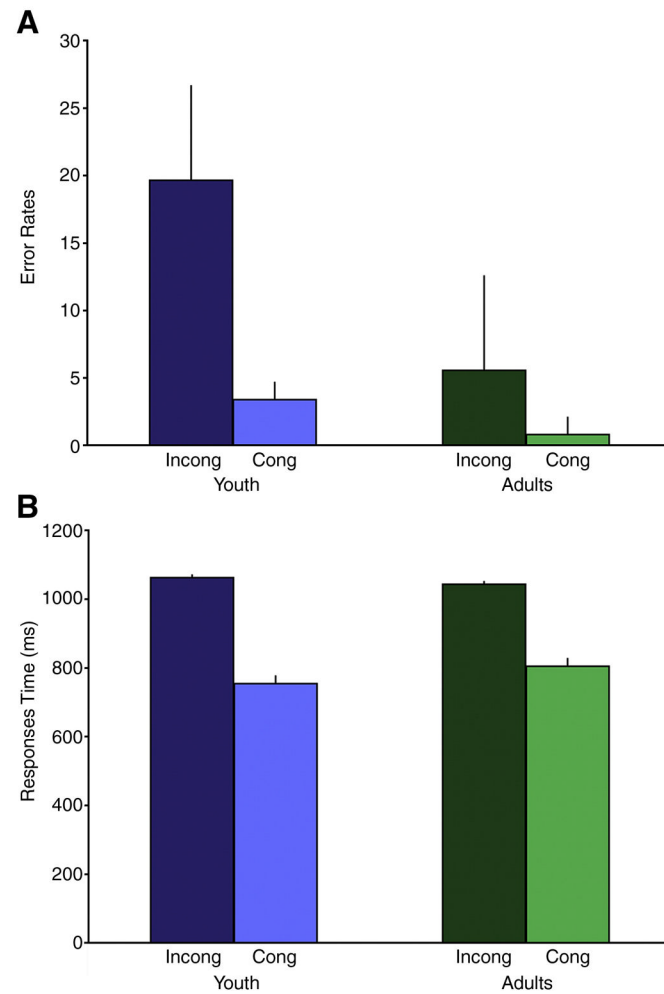 A
30
25
20
15
10
5
0
Error Rates
Incong Cong Incong Cong
Youth Adults
B
1200
1000
800
600
400
200
0
Responses Time (ms)
Incong Cong Incong Cong
Youth Adults